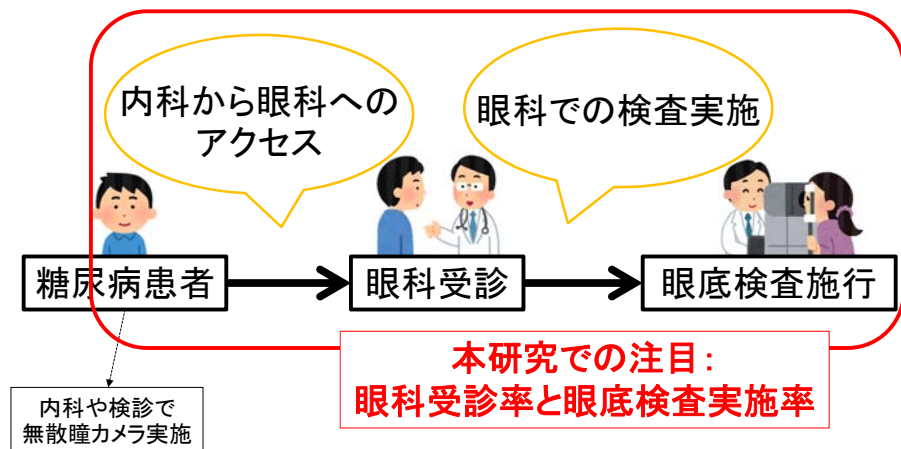 内科から眼科への
アクセス
眼科での検査実施
糖尿病患者
眼科受診
眼底検査施行
本研究での注目:
眼科受診率と眼底検査実施率
内科や検診で
無散瞳カメラ実施